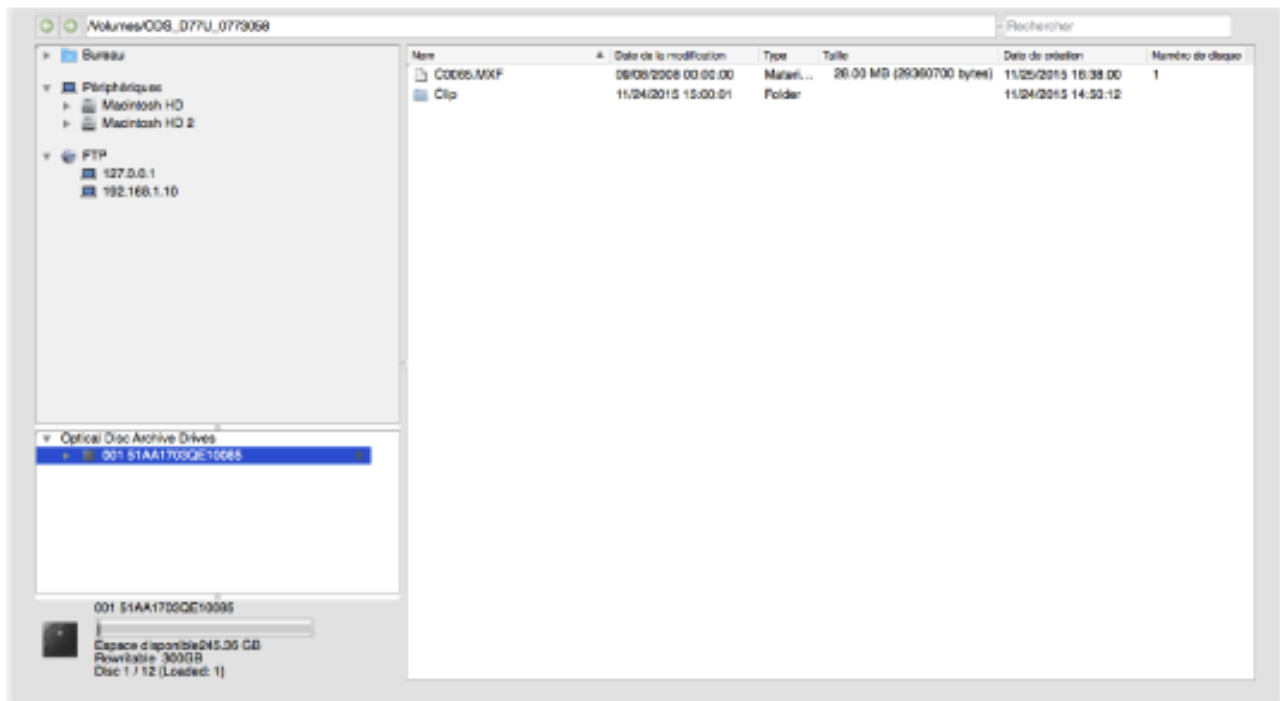 /Volumes/ODS_D77U_0773058
Rechercher
Bureau
Périphériques
Macintosh HD
Macintosh HD 2
FTP
127.0.0.1
192.168.1.10
Nom Date de la modification Type Taille Date de création Numéro de disque
C0065.MXF 09/08/2008 00:00:00 Materi... 28.00 MB (29360700 bytes) 11/25/2015 16:38:00 1
Clip 11/24/2015 15:00:01 Folder 11/24/2015 14:50:12
Optical Disc Archive Drives
001 51AA1703QE10085
001 51AA1703QE10085
Espace disponible245.36 GB
Rewritable 300GB
Disc 1 / 12 (Loaded: 1)